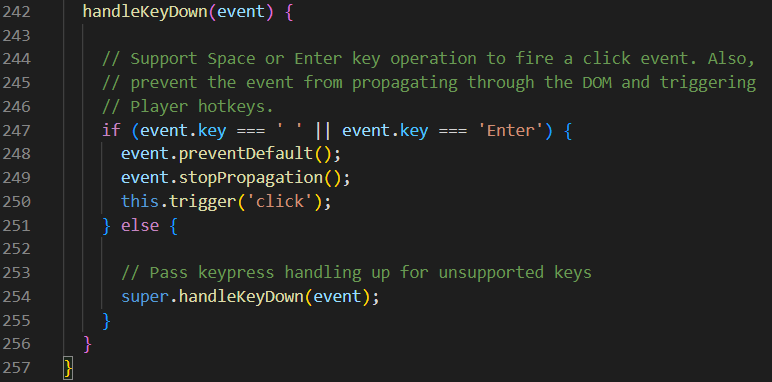 242 handleKeyDown(event) {
243
244 // Support Space or Enter key operation to fire a click event. Also,
245 // prevent the event from propagating through the DOM and triggering
246 // Player hotkeys.
247 if (event.key === ' ' || event.key === 'Enter') {
248 event.preventDefault();
249 event.stopPropagation();
250 this.trigger('click');
251 } else {
252
253 // Pass keypress handling up for unsupported keys
254 super.handleKeyDown(event);
255 }
256 }
257 }